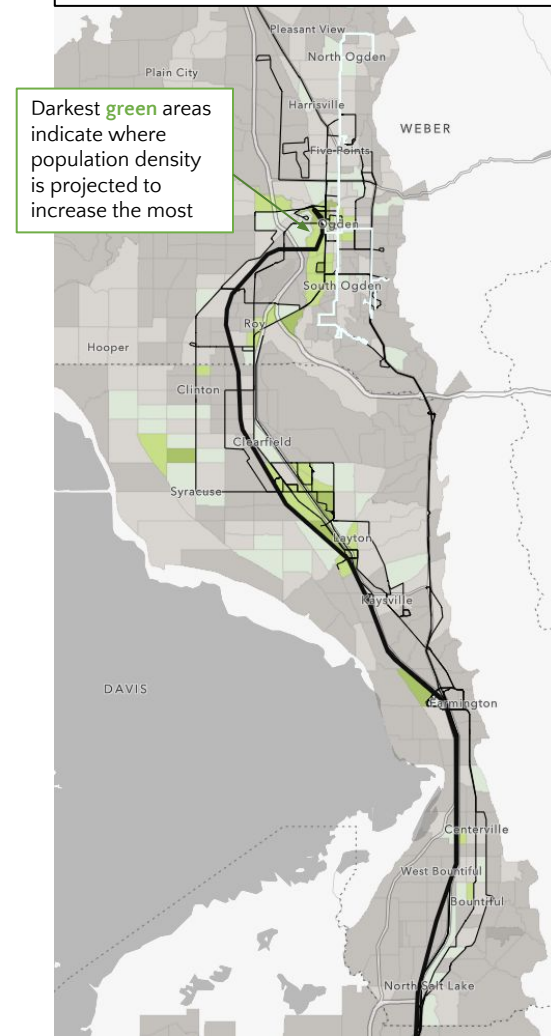 Pleasant View
North Ogden
Plain City
Darkest green areas
indicate where
population density
is projected to
increase the most
Harrisville
WEBER
Five Points
Ogden
South Ogden
Roy
Hooper
Clinton
Clearfield
Syracuse
Layton
Kaysville
DAVIS
Farmington
Centerville
West Bountiful
Bountiful
North Salt Lake